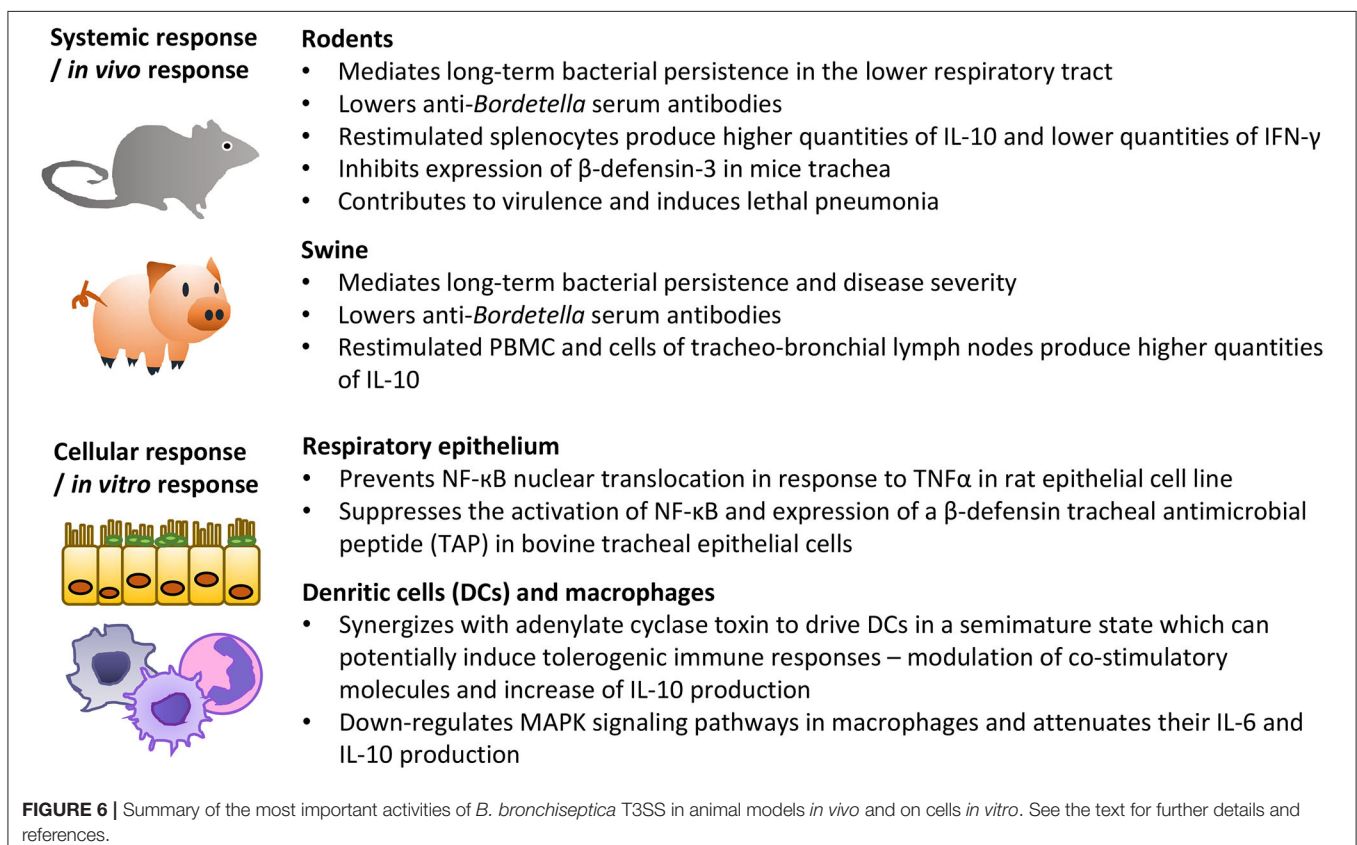 Systemic response
/ in vivo response
Rodents
• Mediates long-term bacterial persistence in the lower respiratory tract
• Lowers anti-Bordetella serum antibodies
• Restimulated splenocytes produce higher quantities of IL-10 and lower quantities of IFN-γ
• Inhibits expression of β-defensin-3 in mice trachea
• Contributes to virulence and induces lethal pneumonia
Swine
• Mediates long-term bacterial persistence and disease severity
• Lowers anti-Bordetella serum antibodies
• Restimulated PBMC and cells of tracheo-bronchial lymph nodes produce higher quantities
of IL-10
Cellular response
/ in vitro response
Respiratory epithelium
• Prevents NF-κB nuclear translocation in response to TNFα in rat epithelial cell line
• Suppresses the activation of NF-κB and expression of a β-defensin tracheal antimicrobial
peptide (TAP) in bovine tracheal epithelial cells
Denritic cells (DCs) and macrophages
• Synergizes with adenylate cyclase toxin to drive DCs in a semimature state which can
potentially induce tolerogenic immune responses – modulation of co-stimulatory
molecules and increase of IL-10 production
• Down-regulates MAPK signaling pathways in macrophages and attenuates their IL-6 and
IL-10 production
FIGURE 6 | Summary of the most important activities of B. bronchiseptica T3SS in animal models in vivo and on cells in vitro. See the text for further details and
references.